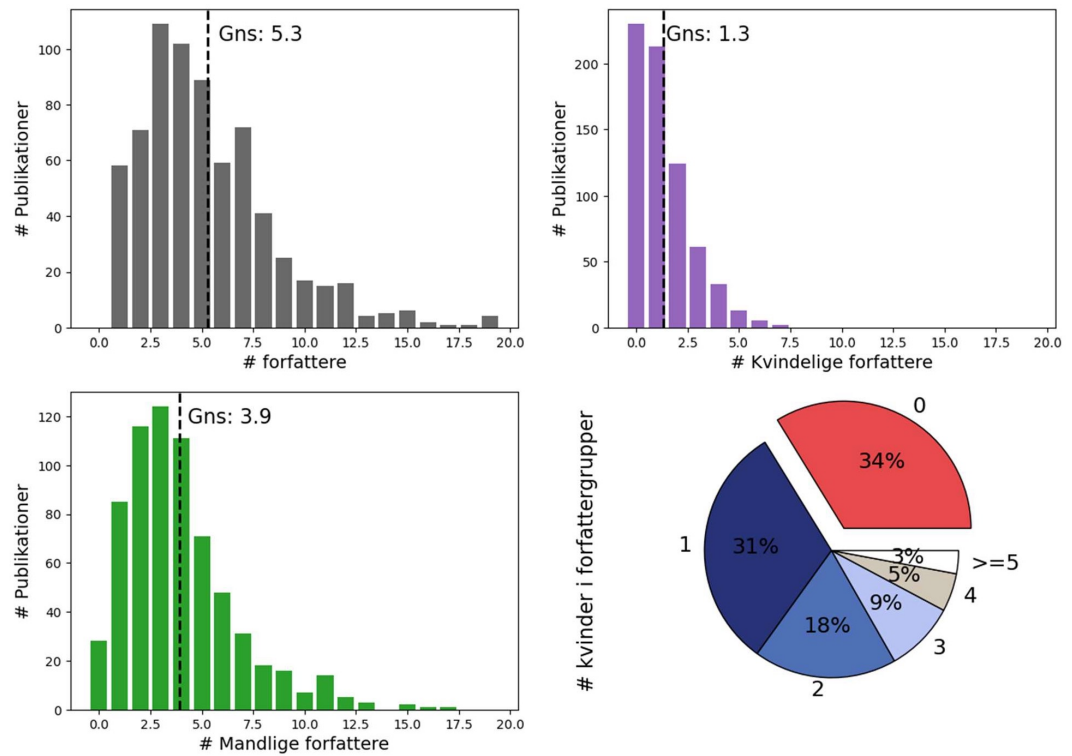 Gns: 5.3
# Publikationer
100
80
60
40
20
0
0.0 2.5 5.0 7.5 10.0 12.5 15.0 17.5 20.0
# forfattere
Gns: 1.3
# Publikationer
200
150
100
50
0
0.0 2.5 5.0 7.5 10.0 12.5 15.0 17.5 20.0
# Kvindelige forfattere
Gns: 3.9
# Publikationer
120
100
80
60
40
20
0
0.0 2.5 5.0 7.5 10.0 12.5 15.0 17.5 20.0
# Mandlige forfattere
# kvinder i forfattergrupper
0
34%
1
31%
2
18%
3
9%
4
5%
>=5
3%